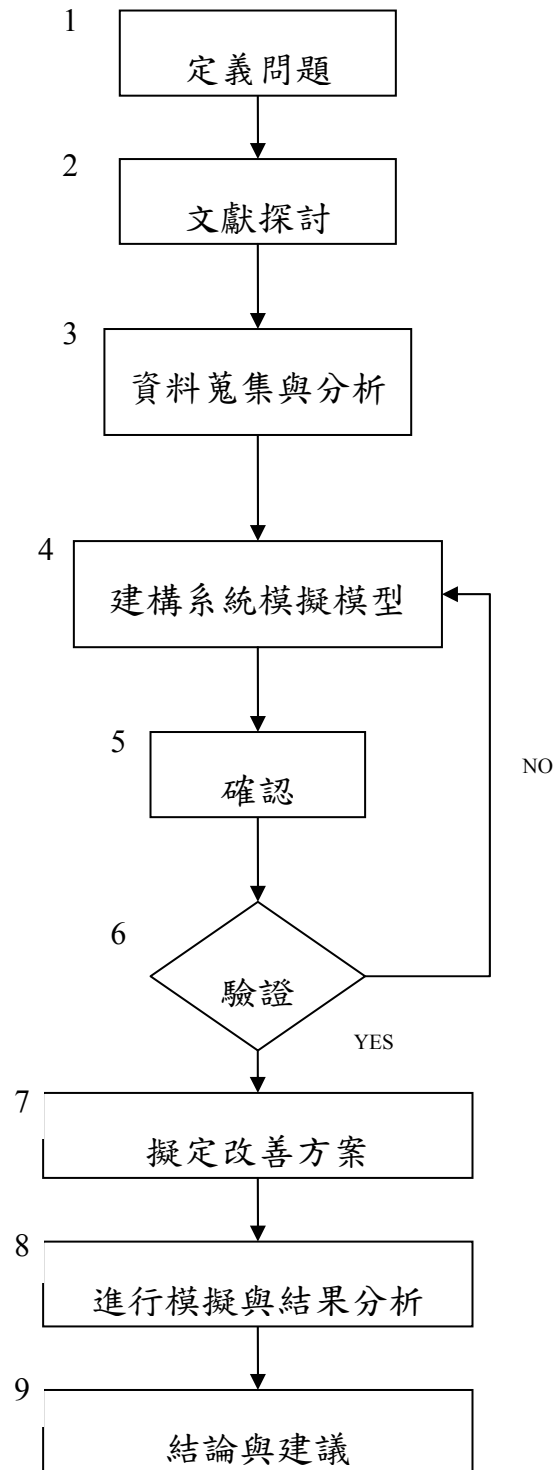 1
定義問題
2
文獻探討
3
資料蒐集與分析
4
建構系統模擬模型
5
確認
NO
6
驗證
YES
7
擬定改善方案
8
進行模擬與結果分析
9
結論與建議